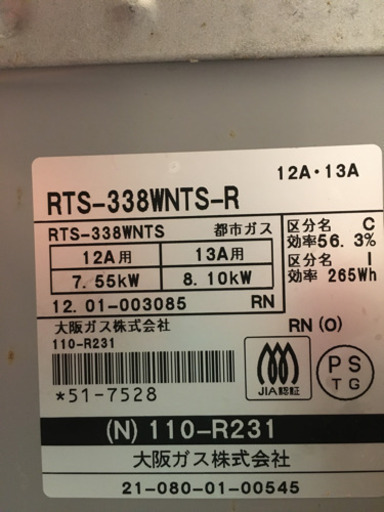 12A・13A
RTS-338WNTS-R
RTS-338WNTS 都市ガス
12A用 13A用
7.55kW 8.10kW
区分名 C
効率56.3%
区分名 I
効率 265Wh
12.01-003085 RN
大阪ガス株式会社 RN(O)
110-R231
*51-7528
JIA認証
PS
TG
(N) 110-R231
大阪ガス株式会社
21-080-01-00545